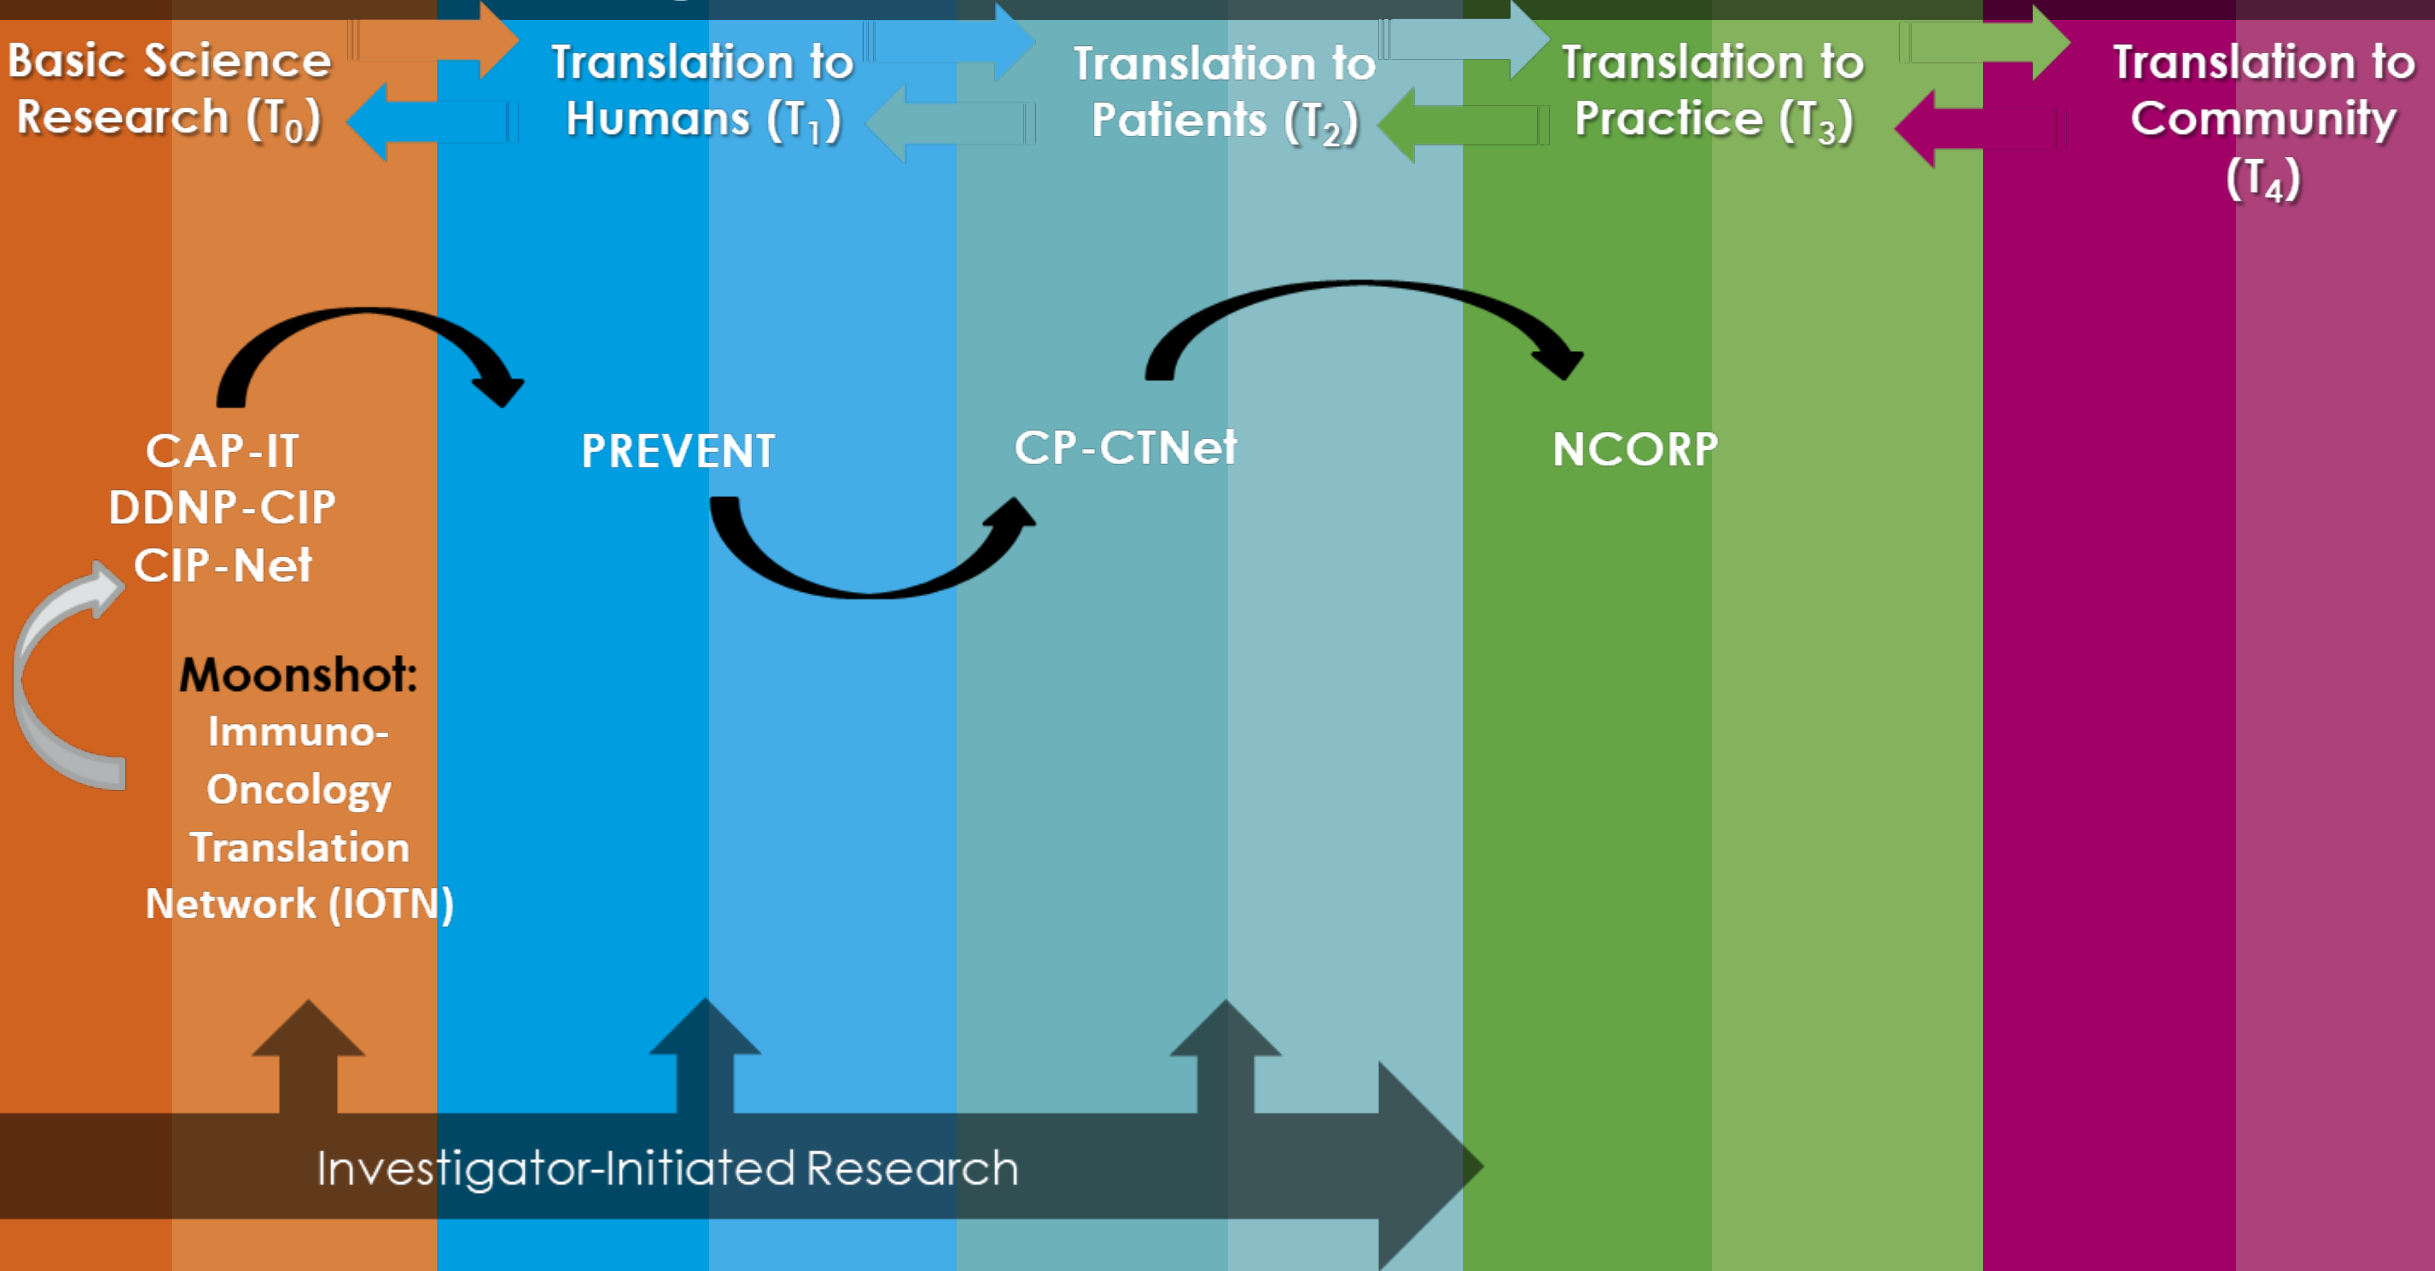 Basic Science
Research (T0)
Translation to
Humans (T1)
Translation to
Patients (T2)
Translation to
Practice (T3)
Translation to
Community
(T4)
CAP-IT
DDNP-CIP
CIP-Net
PREVENT
CP-CTNet
NCORP
Moonshot:
Immuno-
Oncology
Translation
Network (IOTN)
Investigator-Initiated Research